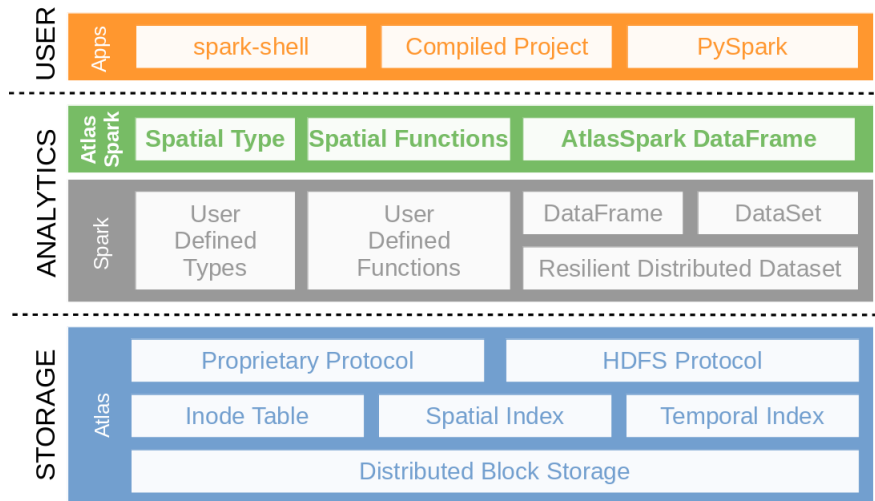 USER
Apps
spark-shell
Compiled Project
PySpark
ANALYTICS
Atlas
Spark
Spatial Type
Spatial Functions
AtlasSpark DataFrame
Spark
User
Defined
Types
User
Defined
Functions
DataFrame
DataSet
Resilient Distributed Dataset
STORAGE
Atlas
Proprietary Protocol
HDFS Protocol
Inode Table
Spatial Index
Temporal Index
Distributed Block Storage